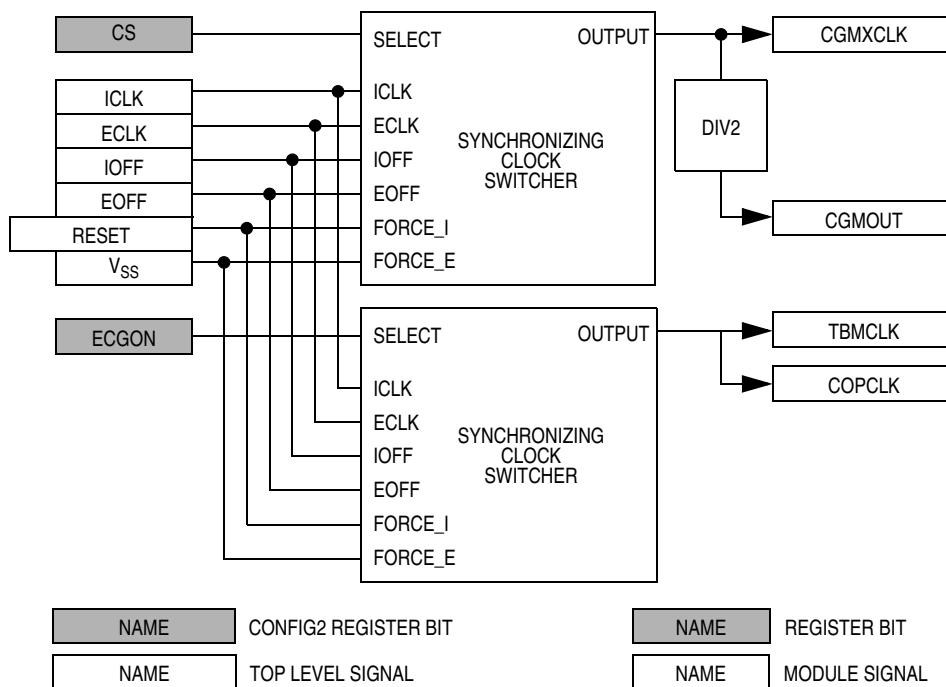 CS
SELECT
OUTPUT
CGMXCLK
ICLK
ECLK
IOFF
EOFF
RESET
VSS
ICLK
ECLK
IOFF
EOFF
FORCE_I
FORCE_E
SYNCHRONIZING
CLOCK
SWITCHER
DIV2
CGMOUT
ECGON
SELECT
OUTPUT
TBMCLK
COPCLK
ICLK
ECLK
IOFF
EOFF
FORCE_I
FORCE_E
SYNCHRONIZING
CLOCK
SWITCHER
NAME CONFIG2 REGISTER BIT
NAME REGISTER BIT
NAME TOP LEVEL SIGNAL
NAME MODULE SIGNAL